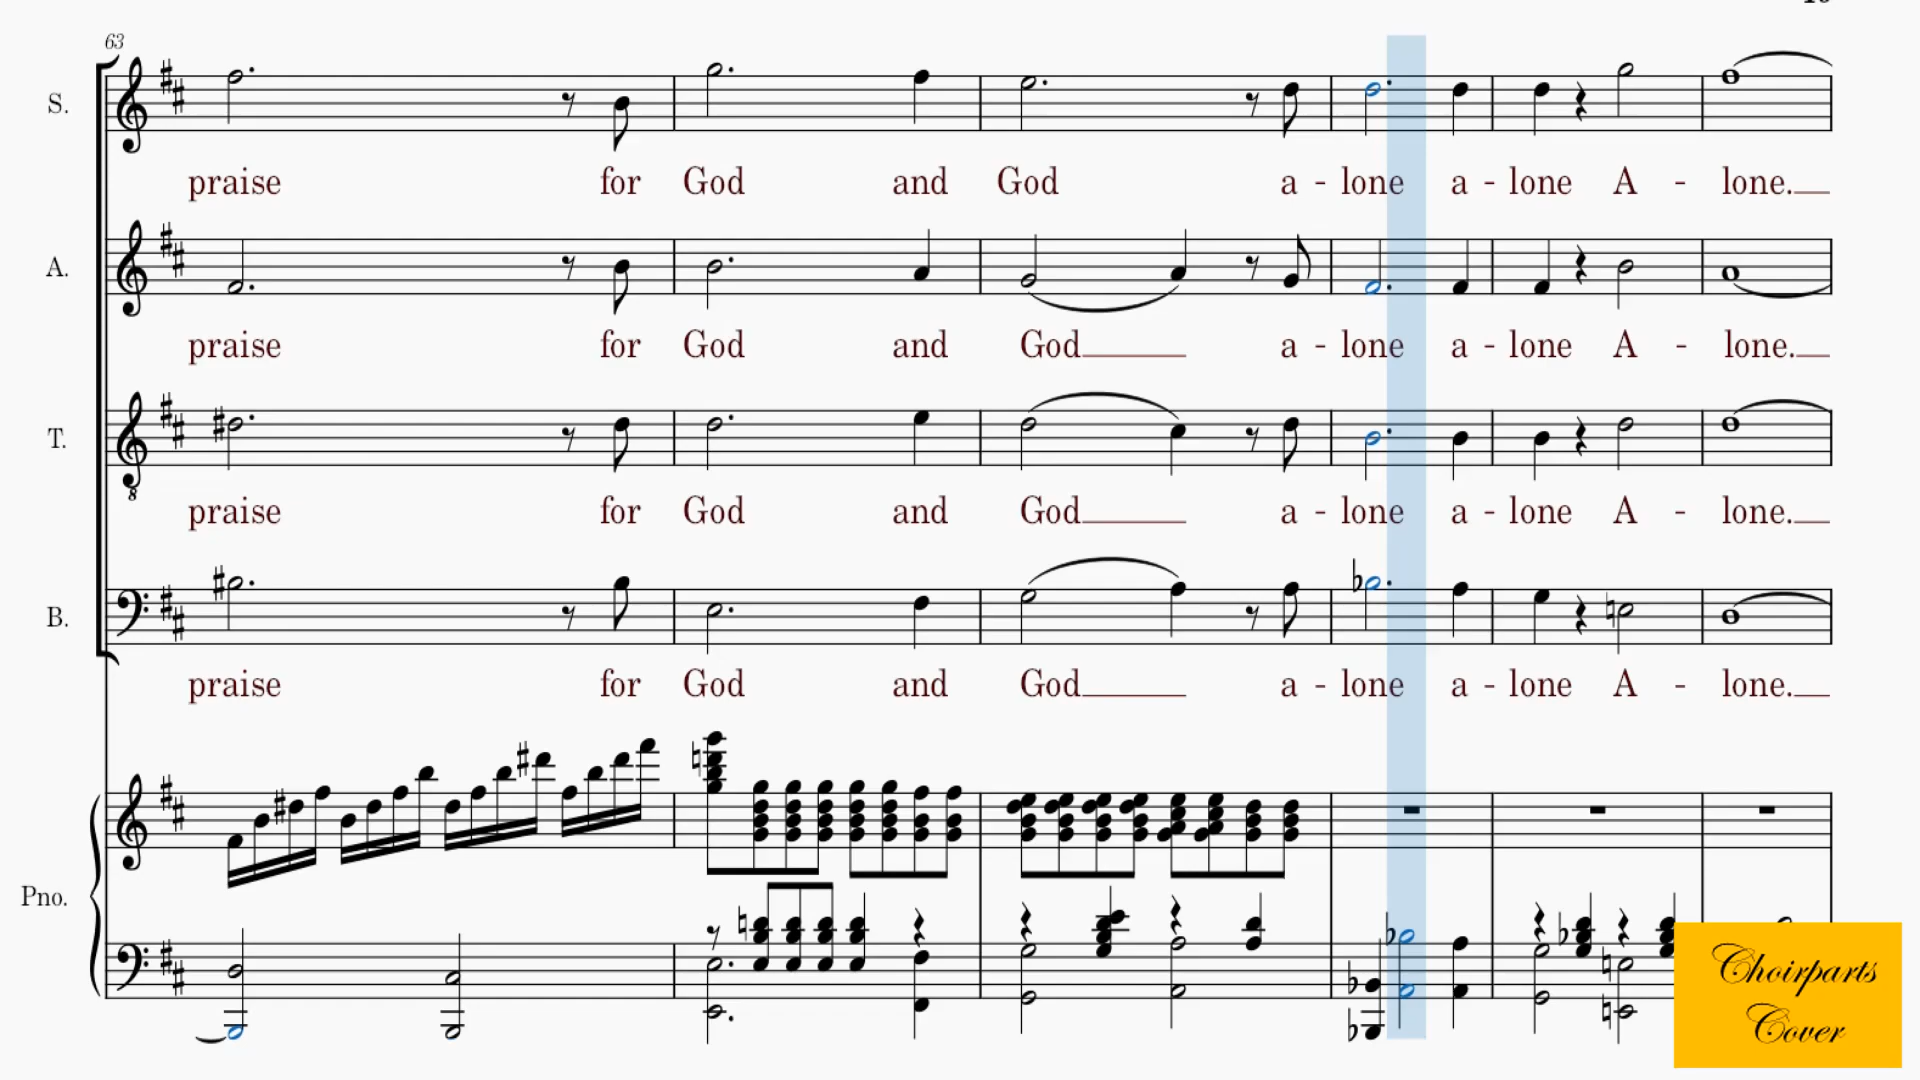 63
S.
praise for God and God a - lone a - lone A - lone.
A.
praise for God and God a - lone a - lone A - lone.
T.
8
praise for God and God a - lone a - lone A - lone.
B.
praise for God and God a - lone a - lone A - lone.
Pno.
Choirparts
Cover